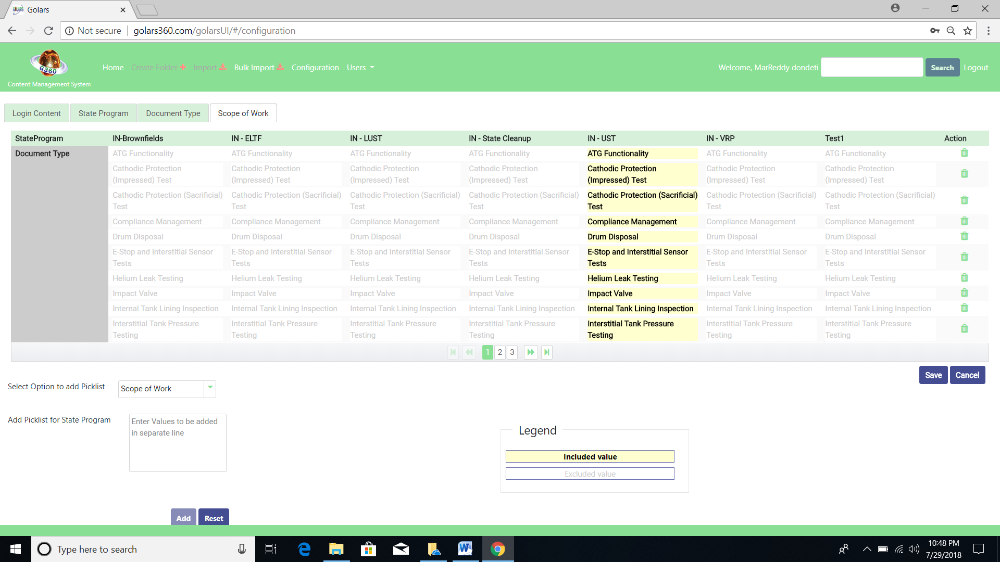 Golars
Not secure golars360.com/golarsUI/#/configuration
G360
Content Management System
Home Create Folder Import Bulk Import Configuration Users
Welcome, MarReddy dondeti Search Logout
Login Content State Program Document Type Scope of Work
StateProgram IN-Brownfields IN - ELTF IN - LUST IN - State Cleanup IN - UST IN - VRP Test1 Action
Document Type ATG Functionality ATG Functionality ATG Functionality ATG Functionality ATG Functionality ATG Functionality ATG Functionality
Cathodic Protection Cathodic Protection Cathodic Protection Cathodic Protection Cathodic Protection Cathodic Protection Cathodic Protection
(Impressed) Test (Impressed) Test (Impressed) Test (Impressed) Test (Impressed) Test (Impressed) Test (Impressed) Test
Cathodic Protection (Sacrificial) Cathodic Protection (Sacrificial) Cathodic Protection (Sacrificial) Cathodic Protection (Sacrificial) Cathodic Protection (Sacrificial) Cathodic Protection (Sacrificial) Cathodic Protection (Sacrificial)
Test Test Test Test Test Test Test
Compliance Management Compliance Management Compliance Management Compliance Management Compliance Management Compliance Management Compliance Management
Drum Disposal Drum Disposal Drum Disposal Drum Disposal Drum Disposal Drum Disposal Drum Disposal
E-Stop and Interstitial Sensor E-Stop and Interstitial Sensor E-Stop and Interstitial Sensor E-Stop and Interstitial Sensor E-Stop and Interstitial Sensor E-Stop and Interstitial Sensor E-Stop and Interstitial Sensor
Tests Tests Tests Tests Tests Tests Tests
Helium Leak Testing Helium Leak Testing Helium Leak Testing Helium Leak Testing Helium Leak Testing Helium Leak Testing Helium Leak Testing
Impact Valve Impact Valve Impact Valve Impact Valve Impact Valve Impact Valve Impact Valve
Internal Tank Lining Inspection Internal Tank Lining Inspection Internal Tank Lining Inspection Internal Tank Lining Inspection Internal Tank Lining Inspection Internal Tank Lining Inspection Internal Tank Lining Inspection
Interstitial Tank Pressure Interstitial Tank Pressure Interstitial Tank Pressure Interstitial Tank Pressure Interstitial Tank Pressure Interstitial Tank Pressure Interstitial Tank Pressure
Testing Testing Testing Testing Testing Testing Testing
1 2 3
Save Cancel
Select Option to add Picklist Scope of Work
Add Picklist for State Program
Enter Values to be added
in separate line
Legend
Included value
Excluded value
Add Reset
Type here to search
10:48 PM
7/29/2018